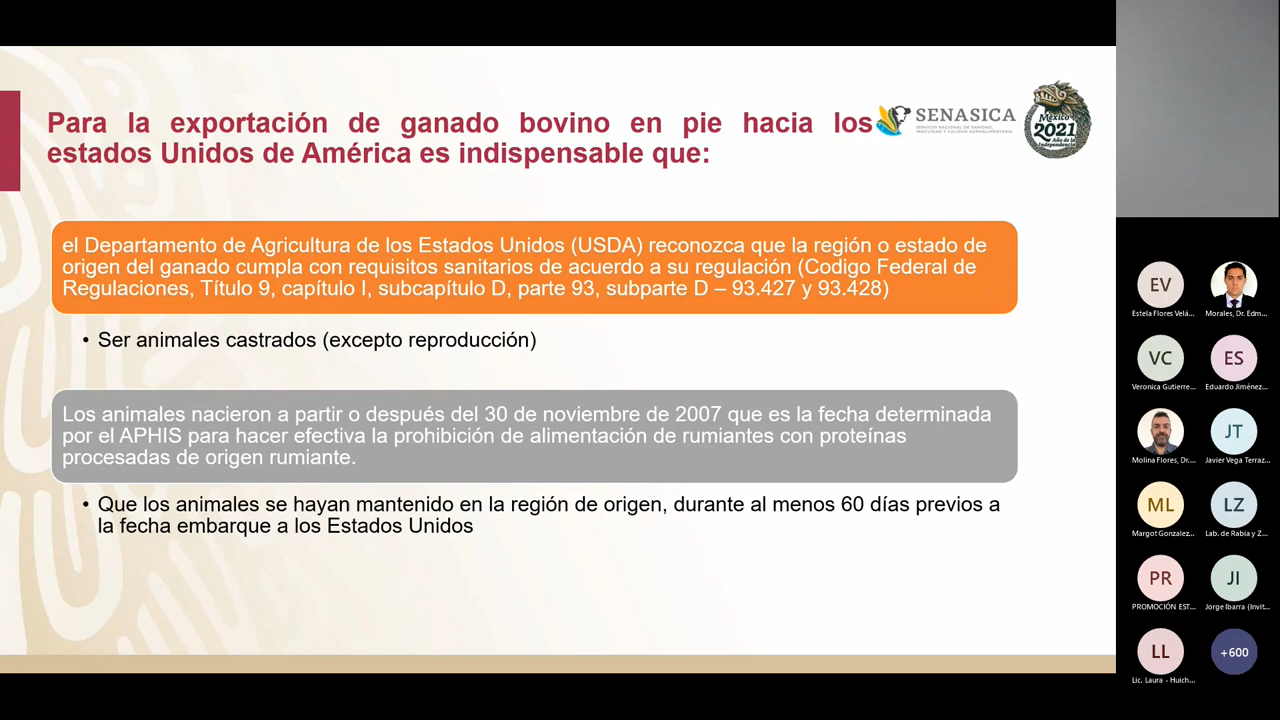 Para la exportación de ganado bovino en pie hacia los
estados Unidos de América es indispensable que:
SENASICA
SERVICIO NACIONAL DE SANIDAD,
INOCUIDAD Y CALIDAD AGROALIMENTARIA
México
2021
Año de la
Independencia
el Departamento de Agricultura de los Estados Unidos (USDA) reconozca que la región o estado de
origen del ganado cumpla con requisitos sanitarios de acuerdo a su regulación (Codigo Federal de
Regulaciones, Título 9, capítulo I, subcapítulo D, parte 93, subparte D – 93.427 y 93.428)
• Ser animales castrados (excepto reproducción)
Los animales nacieron a partir o después del 30 de noviembre de 2007 que es la fecha determinada
por el APHIS para hacer efectiva la prohibición de alimentación de rumiantes con proteínas
procesadas de origen rumiante.
• Que los animales se hayan mantenido en la región de origen, durante al menos 60 días previos a
la fecha embarque a los Estados Unidos
EV
Estela Flores Velá...
Morales, Dr. Edm...
VC
Veronica Gutierre...
ES
Eduardo Jiménez...
Molina Flores, Dr....
JT
Javier Vega Terraz...
ML
Margot Gonzalez...
LZ
Lab. de Rabia y Z...
PR
PROMOCIÓN EST...
JI
Jorge Ibarra (Invit...
LL
Lic. Laura - Huich...
+600